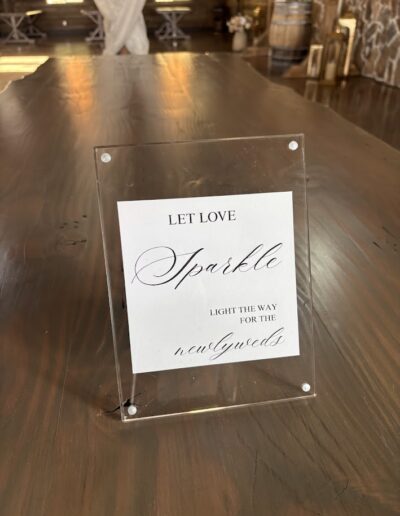 LET LOVE
Sparkle
LIGHT THE WAY
FOR THE
newlyweds